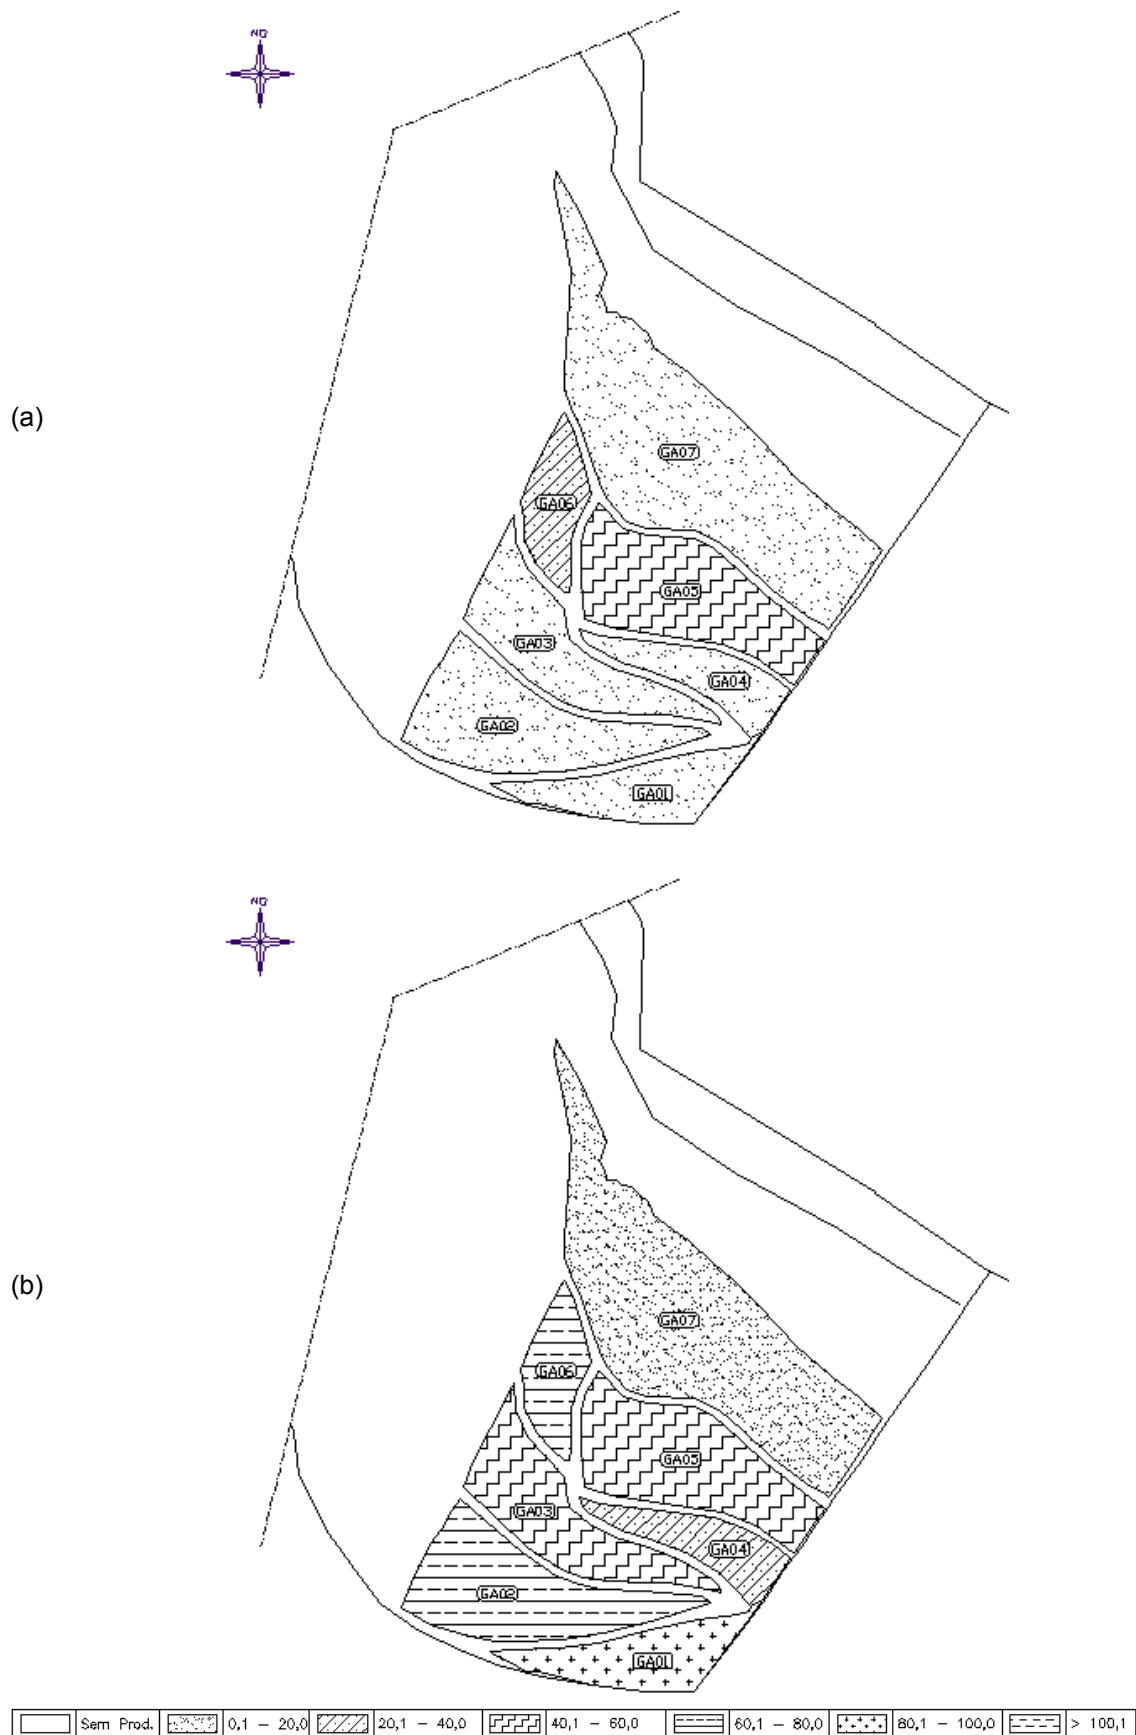 NQ
(a)
GA07
GA06
GA05
GA03
GA04
GA02
GA01
NQ
(b)
GA07
GA06
GA05
GA03
GA04
GA02
GA01
Sem Prod. 0,1 – 20,0 20,1 – 40,0 40,1 – 60,0 60,1 – 80,0 80,1 – 100,0 > 100,1